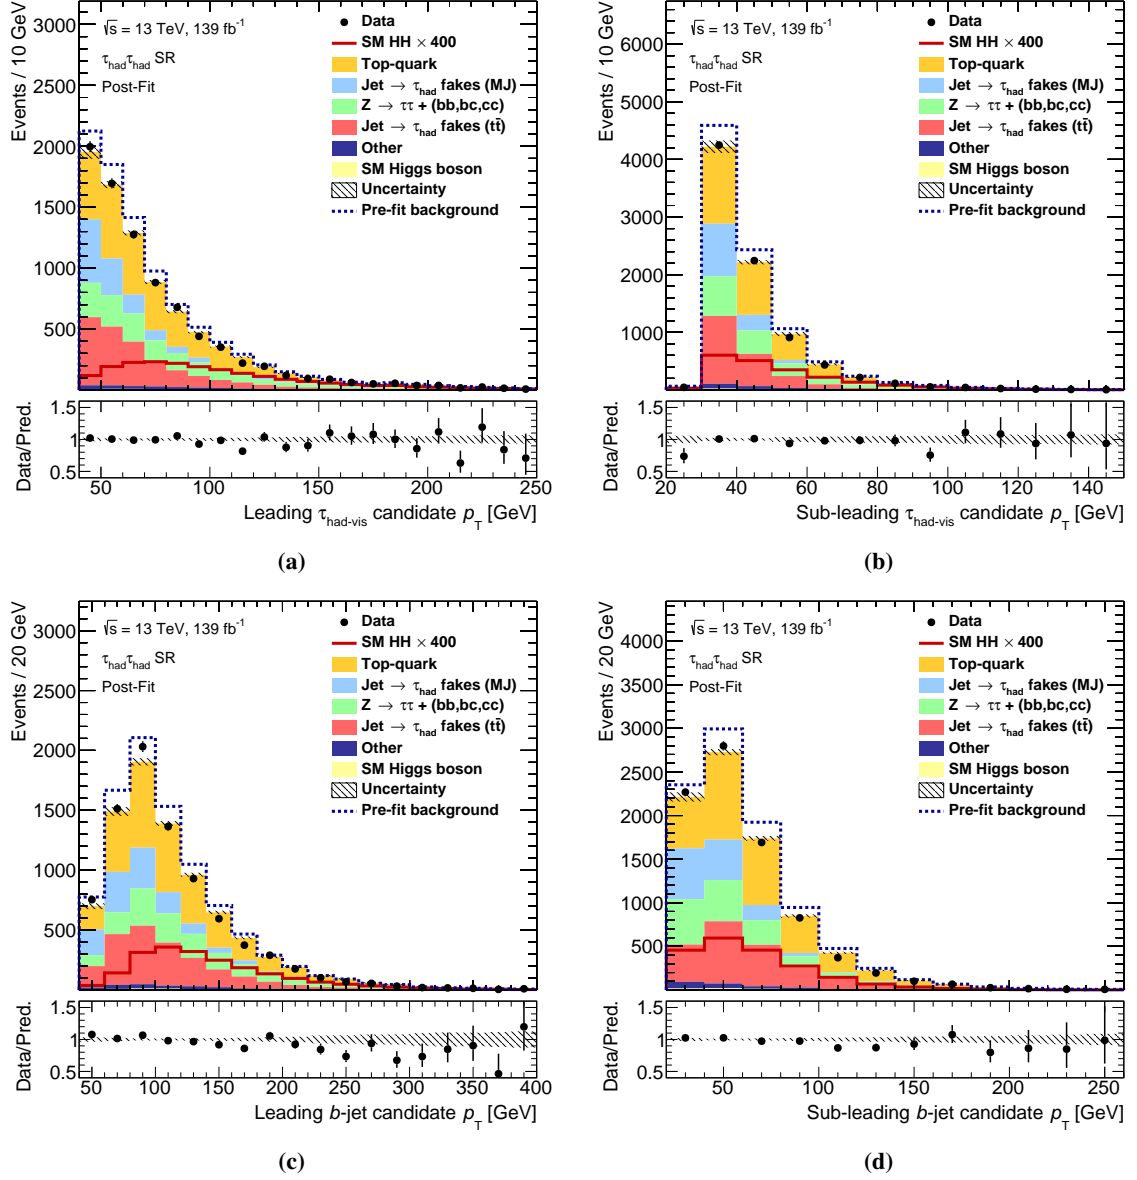 Events / 10 GeV
3000
2500
2000
1500
1000
500
√s = 13 TeV, 139 fb⁻¹
τhadτhad SR
Post-Fit
Data
SM HH × 400
Top-quark
Jet → τhad fakes (MJ)
Z → ττ + (bb,bc,cc)
Jet → τhad fakes (tt̄)
Other
SM Higgs boson
Uncertainty
Pre-fit background
Data/Pred.
1.5
1
0.5
50 100 150 200 250
Leading τhad-vis candidate pT [GeV]
(a)
Events / 10 GeV
6000
5000
4000
3000
2000
1000
√s = 13 TeV, 139 fb⁻¹
τhadτhad SR
Post-Fit
Data
SM HH × 400
Top-quark
Jet → τhad fakes (MJ)
Z → ττ + (bb,bc,cc)
Jet → τhad fakes (tt̄)
Other
SM Higgs boson
Uncertainty
Pre-fit background
Data/Pred.
1.5
1
0.5
20 40 60 80 100 120 140
Sub-leading τhad-vis candidate pT [GeV]
(b)
Events / 20 GeV
3000
2500
2000
1500
1000
500
√s = 13 TeV, 139 fb⁻¹
τhadτhad SR
Post-Fit
Data
SM HH × 400
Top-quark
Jet → τhad fakes (MJ)
Z → ττ + (bb,bc,cc)
Jet → τhad fakes (tt̄)
Other
SM Higgs boson
Uncertainty
Pre-fit background
Data/Pred.
1.5
1
0.5
50 100 150 200 250 300 350 400
Leading b-jet candidate pT [GeV]
(c)
Events / 20 GeV
4000
3500
3000
2500
2000
1500
1000
500
√s = 13 TeV, 139 fb⁻¹
τhadτhad SR
Post-Fit
Data
SM HH × 400
Top-quark
Jet → τhad fakes (MJ)
Z → ττ + (bb,bc,cc)
Jet → τhad fakes (tt̄)
Other
SM Higgs boson
Uncertainty
Pre-fit background
Data/Pred.
1.5
1
0.5
50 100 150 200 250
Sub-leading b-jet candidate pT [GeV]
(d)